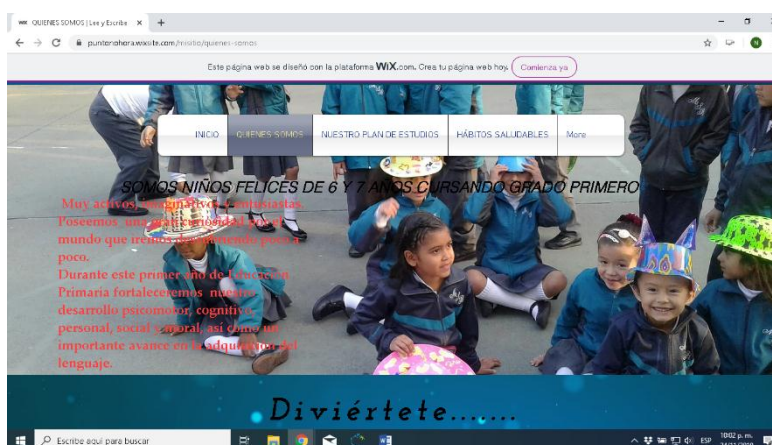 QUIENES SOMOS | Lee y Escribe
puntonohora.wixsite.com/misitio/quienes-somos
Este página web se diseñó con la plataforma WiX.com. Crea tu página web hoy. Comienza ya
INICIO QUIENES SOMOS NUESTRO PLAN DE ESTUDIOS HÁBITOS SALUDABLES More
SOMOS NIÑOS FELICES DE 6 Y 7 AÑOS CURSANDO GRADO PRIMERO
Muy activos, imaginativos y entusiastas.
Poseemos una gran curiosidad por el
mundo que iremos descubriendo poco a
poco.
Durante este primer año de Educación
Primaria fortaleceremos nuestro
desarrollo psicomotor, cognitivo,
personal, social y moral, así como un
importante avance en la adquisición del
lenguaje.
Diviértete.......
Escribe aquí para buscar
ESP
10:02 p. m.